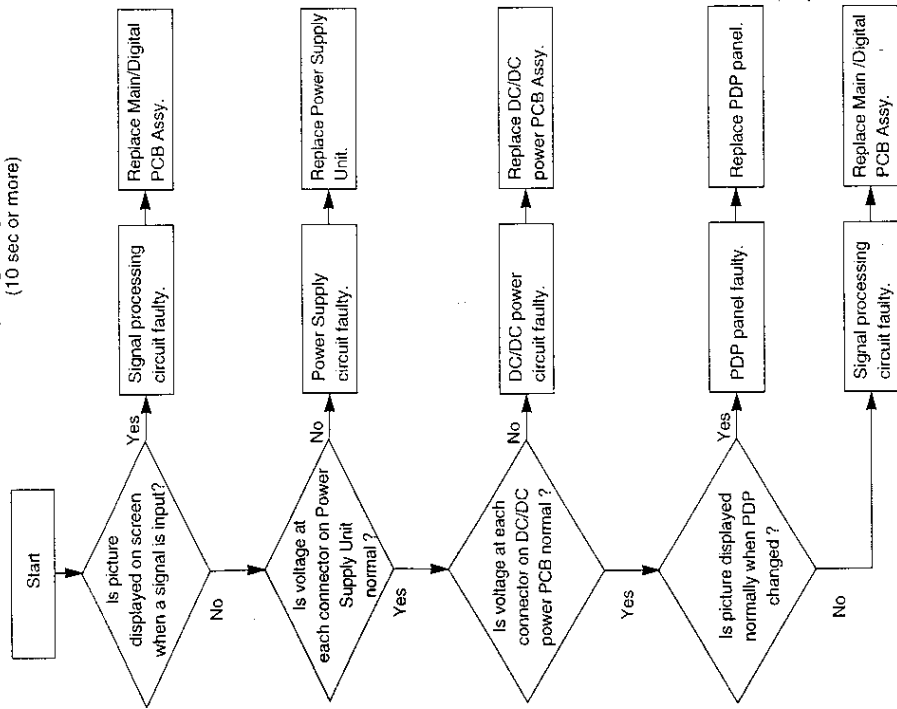 (10 sec or more)
Start
Is picture
displayed on screen
when a signal is input?
Yes
Signal processing
circuit faulty.
Replace Main/Digital
PCB Assy.
No
Is voltage at
each connector on Power
Supply Unit
normal ?
No
Power Supply
circuit faulty.
Replace Power Supply
Unit.
Yes
Is voltage at each
connector on DC/DC
power PCB normal ?
No
DC/DC power
circuit faulty.
Replace DC/DC
power PCB Assy.
Yes
Is picture displayed
normally when PDP
changed ?
Yes
PDP panel faulty.
Replace PDP panel.
No
Signal processing
circuit faulty.
Replace Main /Digital
PCB Assy.